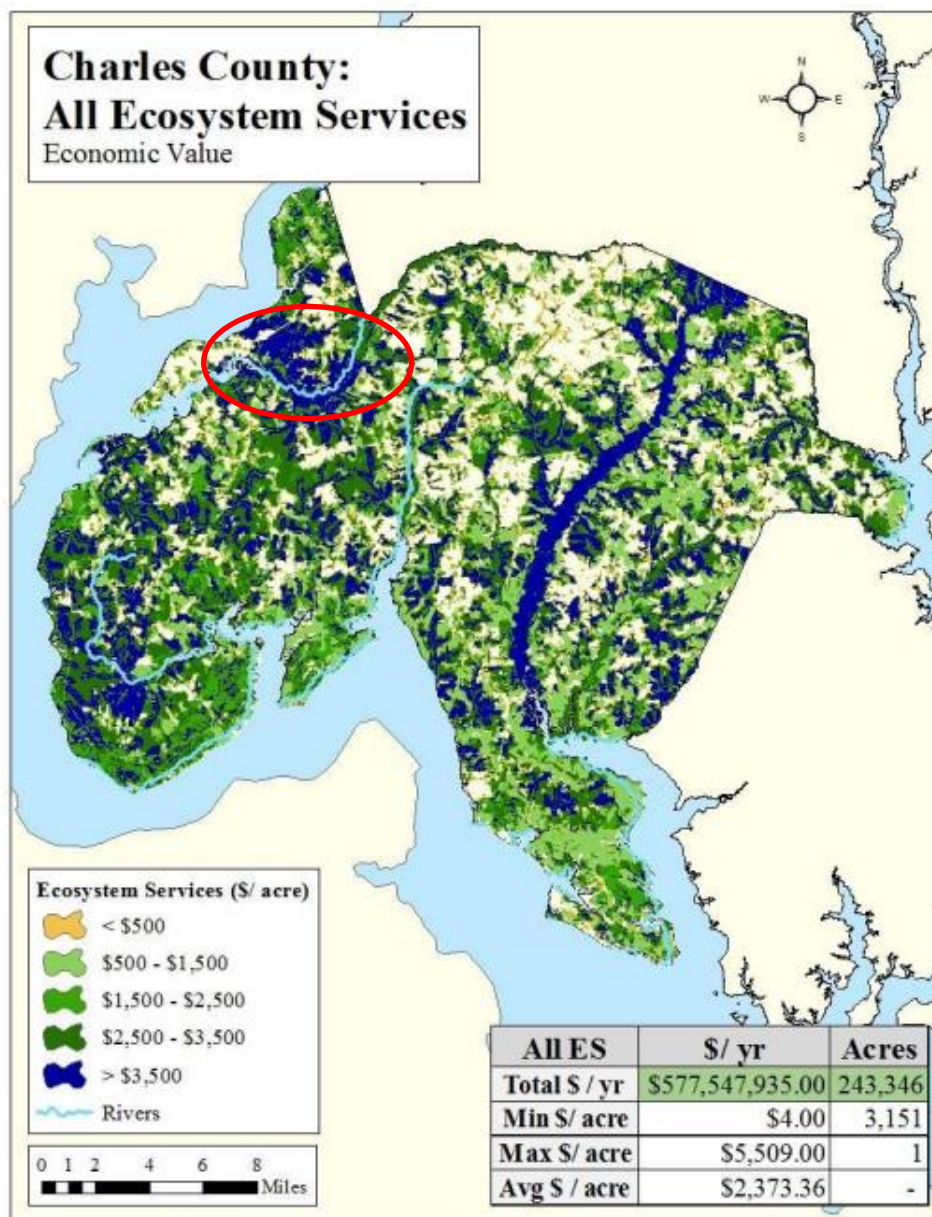 Charles County:
All Ecosystem Services
Economic Value
N
W E
S
Ecosystem Services ($/ acre)
< $500
$500 - $1,500
$1,500 - $2,500
$2,500 - $3,500
> $3,500
Rivers
0 1 2 4 6 8
Miles
All ES $/ yr Acres
Total $ / yr $577,547,935.00 243,346
Min $/ acre $4.00 3,151
Max $/ acre $5,509.00 1
Avg $ / acre $2,373.36 -